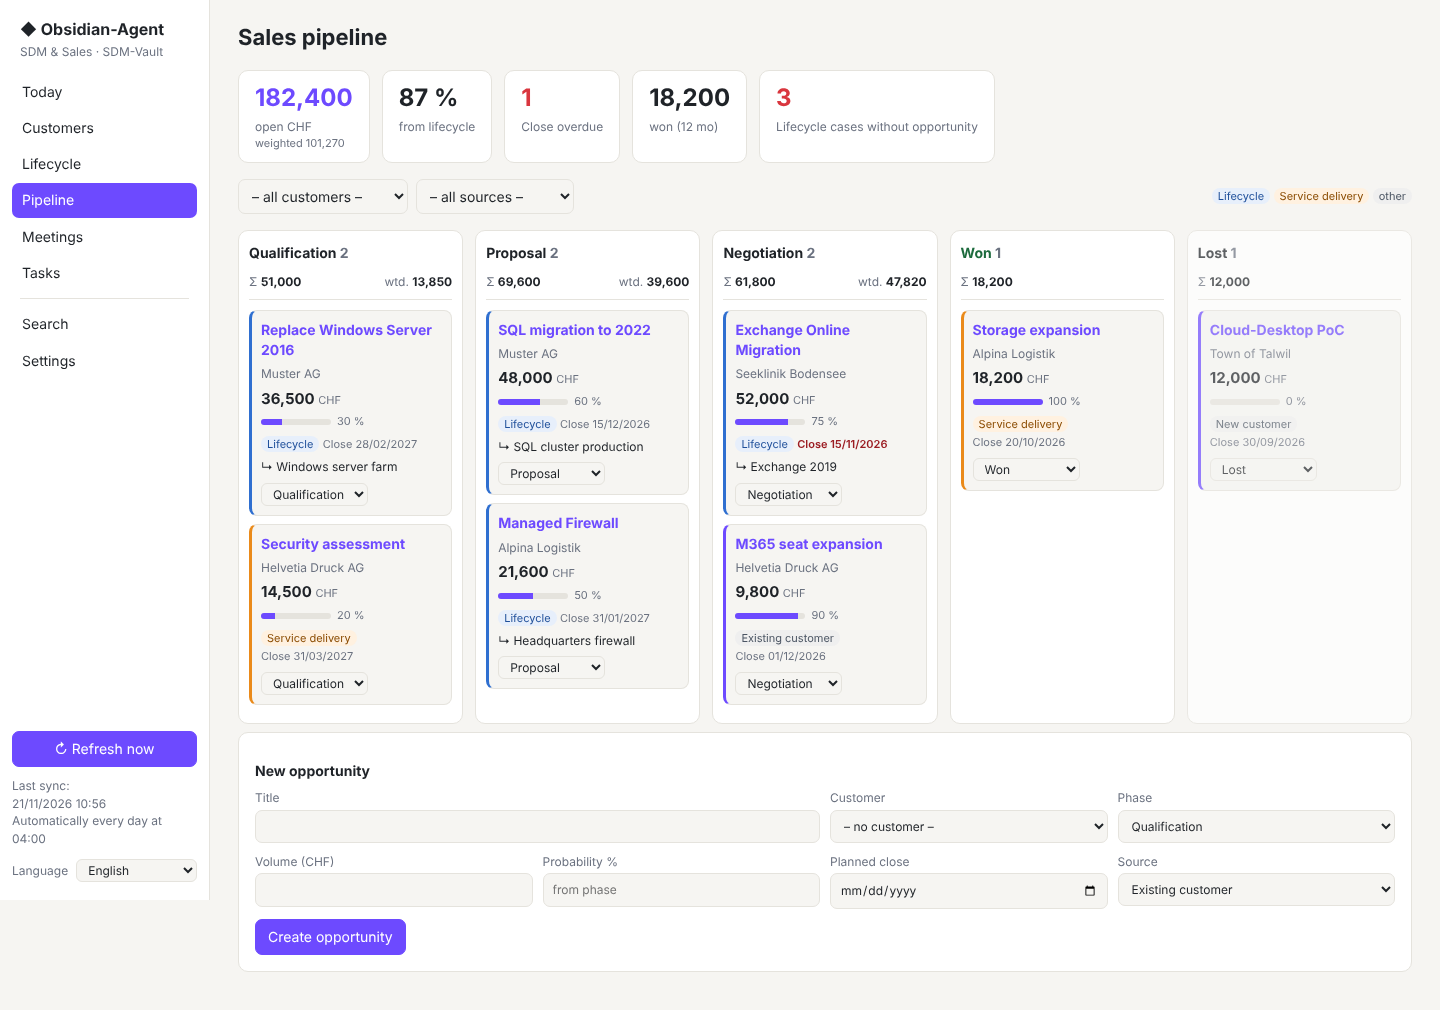 ◆ Obsidian-Agent
SDM & Sales · SDM-Vault
Today
Customers
Lifecycle
Pipeline
Meetings
Tasks
Search
Settings
↻ Refresh now
Last sync:
21/11/2026 10:56
Automatically every day at
04:00
Language English
Sales pipeline
182,400
open CHF
weighted 101,270
87 %
from lifecycle
1
Close overdue
18,200
won (12 mo)
3
Lifecycle cases without opportunity
– all customers –
– all sources –
Lifecycle Service delivery other
Qualification 2
Σ 51,000 wtd. 13,850
Replace Windows Server
2016
Muster AG
36,500 CHF
30 %
Lifecycle Close 28/02/2027
↳ Windows server farm
Qualification
Security assessment
Helvetia Druck AG
14,500 CHF
20 %
Service delivery
Close 31/03/2027
Qualification
Proposal 2
Σ 69,600 wtd. 39,600
SQL migration to 2022
Muster AG
48,000 CHF
60 %
Lifecycle Close 15/12/2026
↳ SQL cluster production
Proposal
Managed Firewall
Alpina Logistik
21,600 CHF
50 %
Lifecycle Close 31/01/2027
↳ Headquarters firewall
Proposal
Negotiation 2
Σ 61,800 wtd. 47,820
Exchange Online
Migration
Seeklinik Bodensee
52,000 CHF
75 %
Lifecycle Close 15/11/2026
↳ Exchange 2019
Negotiation
M365 seat expansion
Helvetia Druck AG
9,800 CHF
90 %
Existing customer
Close 01/12/2026
Negotiation
Won 1
Σ 18,200
Storage expansion
Alpina Logistik
18,200 CHF
100 %
Service delivery
Close 20/10/2026
Won
Lost 1
Σ 12,000
Cloud-Desktop PoC
Town of Talwil
12,000 CHF
0 %
New customer
Close 30/09/2026
Lost
New opportunity
Title
Customer
– no customer –
Phase
Qualification
Volume (CHF)
Probability %
from phase
Planned close
mm/dd/yyyy
Source
Existing customer
Create opportunity